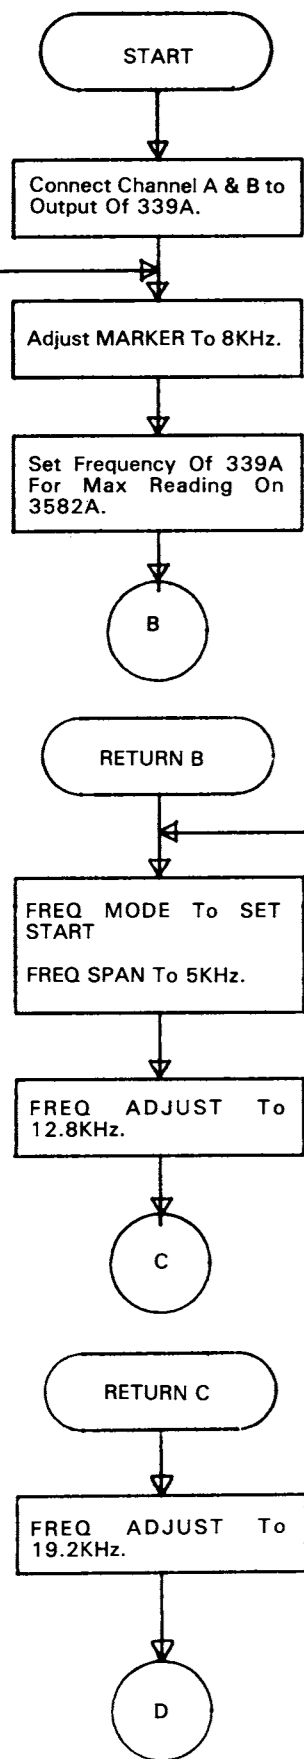 START
Connect Channel A & B to
Output Of 339A.
Adjust MARKER To 8KHz.
Set Frequency Of 339A
For Max Reading On
3582A.
B
RETURN B
FREQ MODE To SET
START
FREQ SPAN To 5KHz.
FREQ ADJUST To
12.8KHz.
C
RETURN C
FREQ ADJUST To
19.2KHz.
D